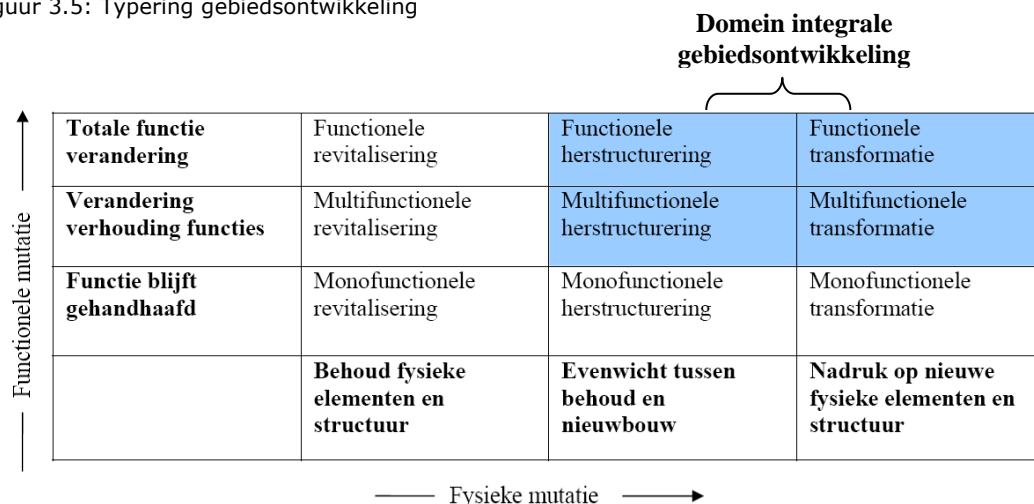 guur 3.5: Typering gebiedsontwikkeling
Domein integrale
gebiedsontwikkeling
Totale functie
verandering
Functionele
revitalisering
Functionele
herstructurering
Functionele
transformatie
Verandering
verhouding functies
Multifunctionele
revitalisering
Multifunctionele
herstructurering
Multifunctionele
transformatie
Functie blijft
gehandhaafd
Monofunctionele
revitalisering
Monofunctionele
herstructurering
Monofunctionele
transformatie
Behoud fysieke
elementen en
structuur
Evenwicht tussen
behoud en
nieuwbouw
Nadruk op nieuwe
fysieke elementen en
structuur
Functionele mutatie
Fysieke mutatie